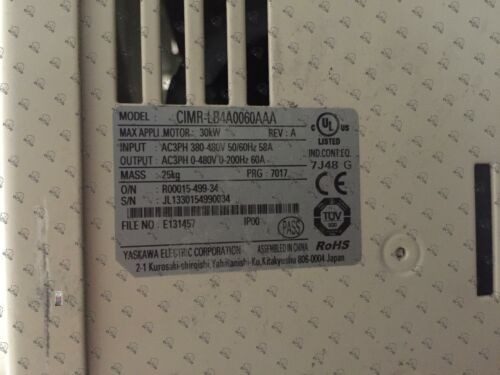 MODEL : CIMR-LB4A0060AAA
MAX APPLI. MOTOR : 30kW REV : A
INPUT : AC3PH 380-480V 50/60Hz 58A
OUTPUT : AC3PH 0-480V 0-200Hz 60A
MASS : 25kg PRG : 7017
O/N : R00015-499-34
S/N : JL1330154990034
FILE NO : E131457 IP00
PASS
YASKAWA ELECTRIC CORPORATION ASSEMBLED IN CHINA
2-1 Kurosaki-shiroishi, Yahatanishi-Ku, Kitakyushu 806-0004 Japan
UL
LISTED
IND.CONT.EQ.
7J48 G
CE
TÜV
RoHS